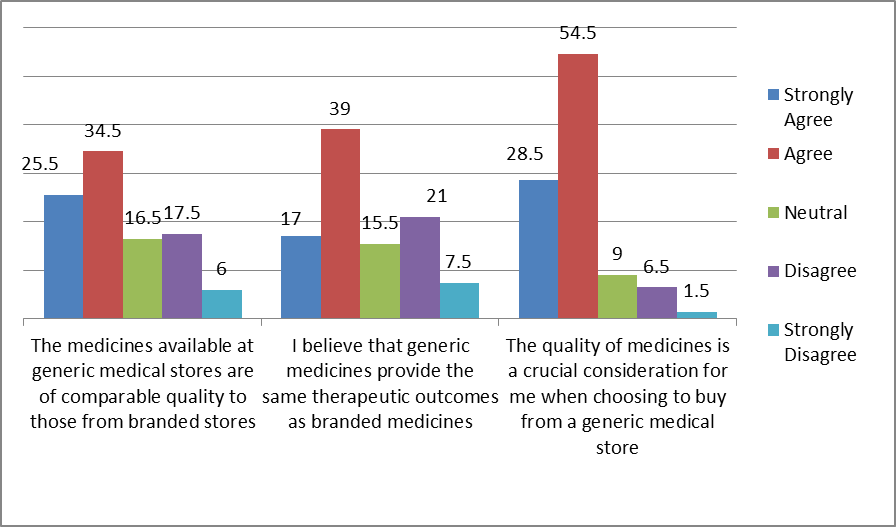 25.5
34.5
16.5
17.5
6
17
39
15.5
21
7.5
28.5
54.5
9
6.5
1.5
The medicines available at
generic medical stores are
of comparable quality to
those from branded stores
I believe that generic
medicines provide the
same therapeutic outcomes
as branded medicines
The quality of medicines is
a crucial consideration for
me when choosing to buy
from a generic medical
store
Strongly
Agree
Agree
Neutral
Disagree
Strongly
Disagree